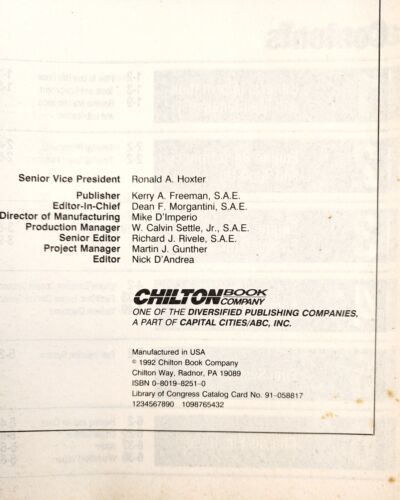 Senior Vice President Ronald A. Hoxter
Publisher Kerry A. Freeman, S.A.E.
Editor-In-Chief Dean F. Morgantini, S.A.E.
Director of Manufacturing Mike D'Imperio
Production Manager W. Calvin Settle, Jr., S.A.E.
Senior Editor Richard J. Rivele, S.A.E.
Project Manager Martin J. Gunther
Editor Nick D'Andrea
CHILTON BOOK COMPANY
ONE OF THE DIVERSIFIED PUBLISHING COMPANIES,
A PART OF CAPITAL CITIES/ABC, INC.
Manufactured in USA
© 1992 Chilton Book Company
Chilton Way, Radnor, PA 19089
ISBN 0-8019-8251-0
Library of Congress Catalog Card No. 91-058817
1234567890 1098765432